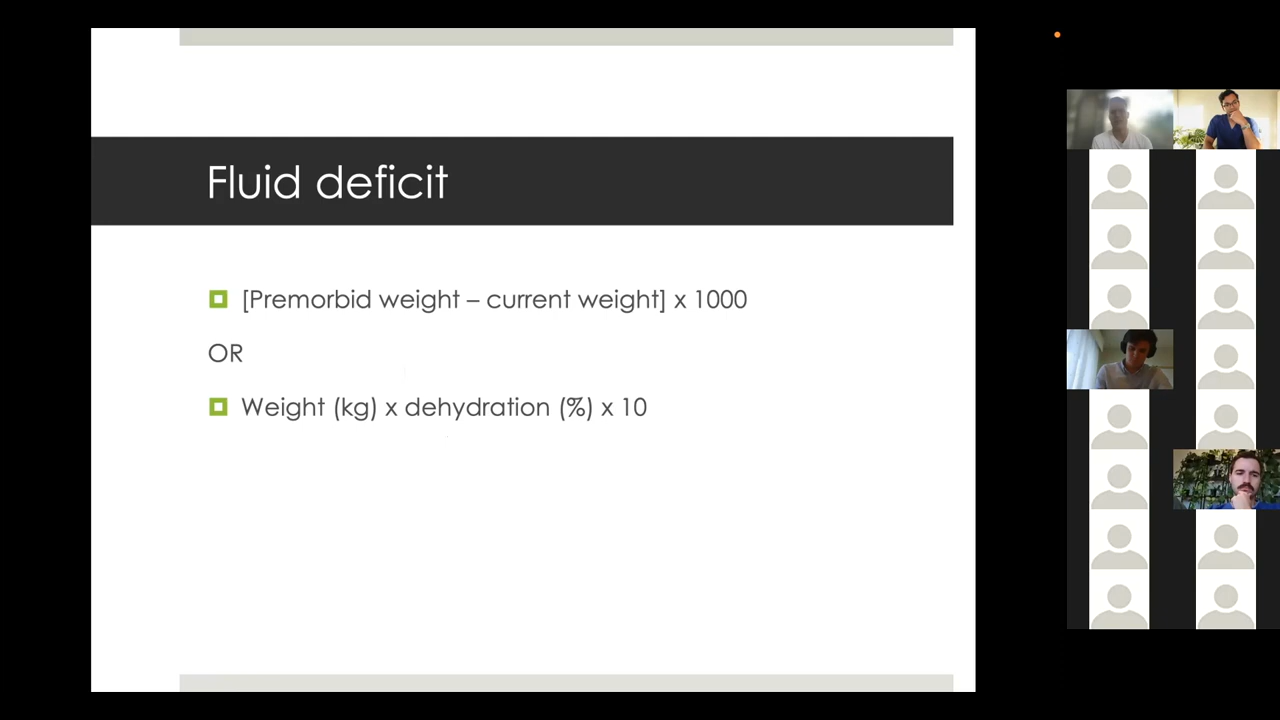 Fluid deficit
[Premorbid weight – current weight] x 1000
OR
Weight (kg) x dehydration (%) x 10